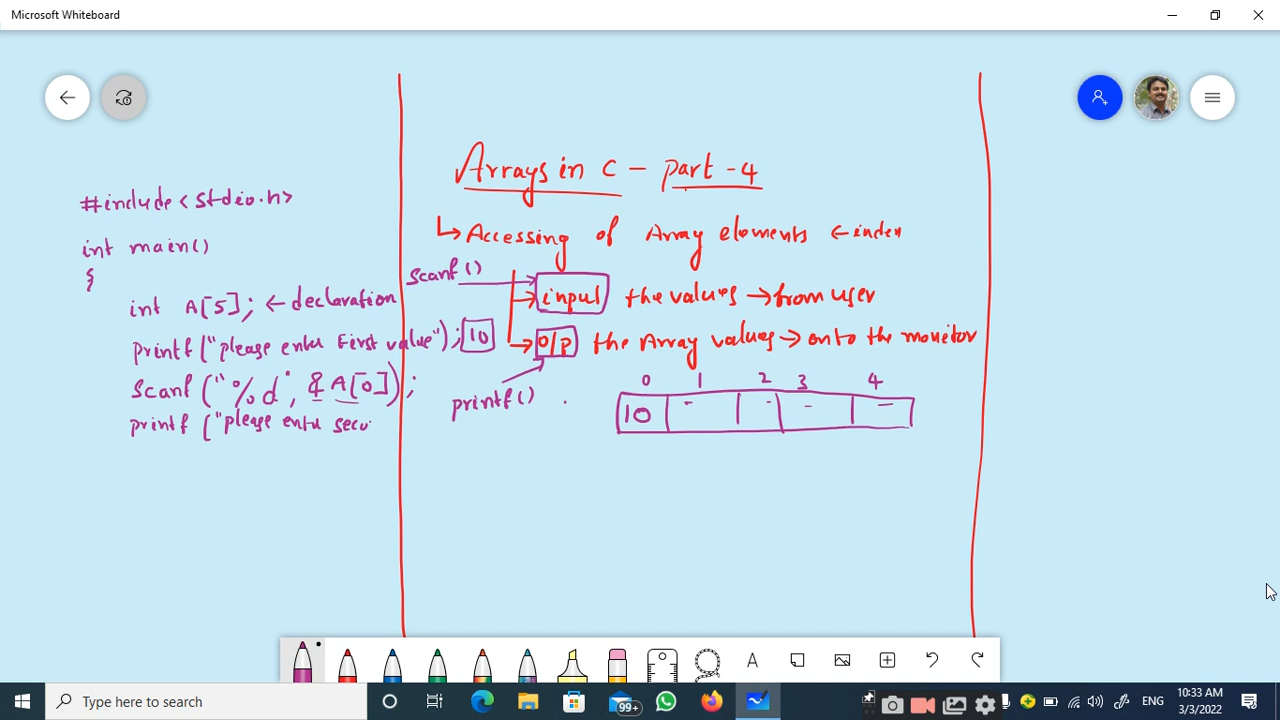 Microsoft Whiteboard
Arrays in C - part - 4
↳ Accessing of Array elements ← index
scanf()
input the values → from user
O/P the Array values → onto the monitor
printf() .
0 1 2 3 4
10 - - - -
#include < stdio.h>
int main()
{
int A[5]; ← declaration
printf ("please enter First value"); 10
scanf ("%d", & A[0]);
printf ("please enter seco
Type here to search
99+
ENG
10:33 AM
3/3/2022